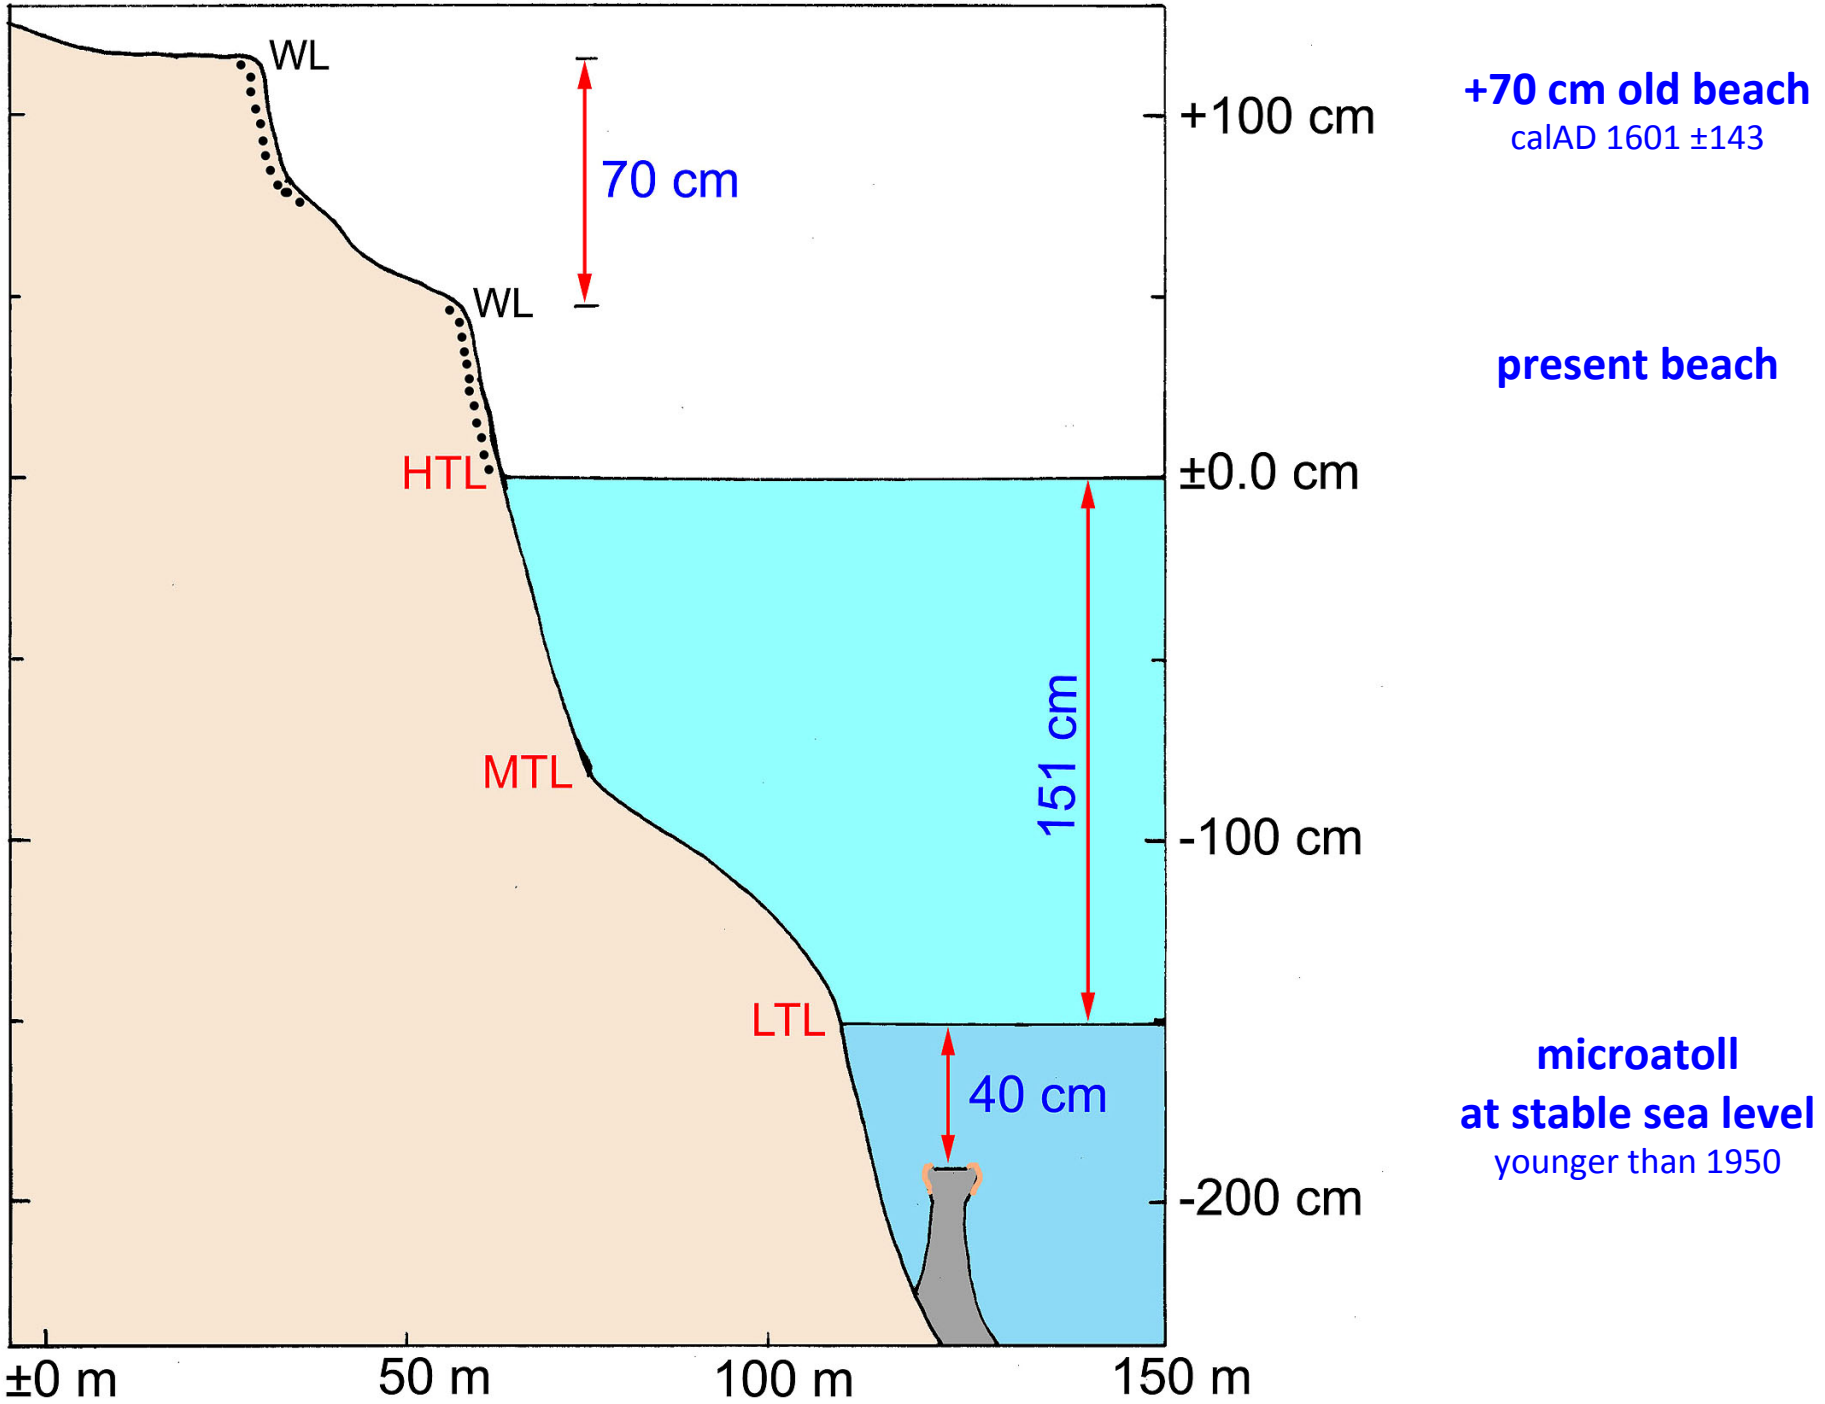 WL
+70 cm old beach
+100 cm
calAD 1601 ±143
70 cm
WL
present beach
HTL
±0.0 cm
151 cm
MTL
-100 cm
LTL
microatoll
40 cm
at stable sea level
younger than 1950
-200 cm
±0 m
50 m
100 m
150 m